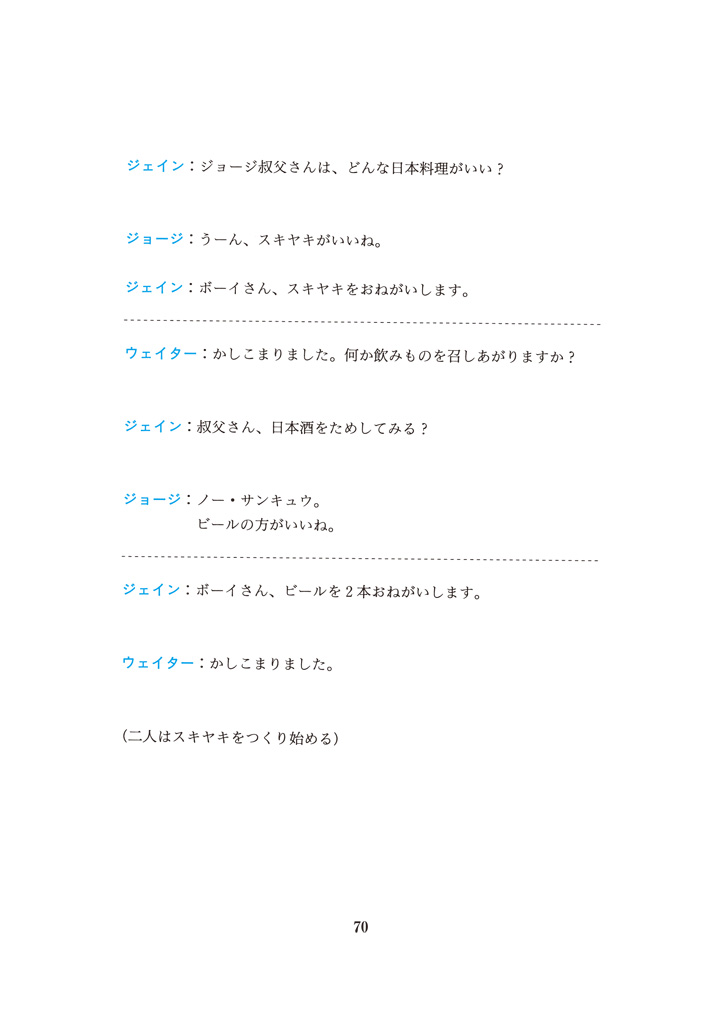 ジェイン：ジョージ叔父さんは、どんな日本料理がいい？
ジョージ：うーん、スキヤキがいいね。
ジェイン：ボーイさん、スキヤキをおねがいします。
ウェイター：かしこまりました。何か飲みものを召しあがりますか？
ジェイン：叔父さん、日本酒をためしてみる？
ジョージ：ノー・サンキュウ。
ビールの方がいいね。
ジェイン：ボーイさん、ビールを２本おねがいします。
ウェイター：かしこまりました。
(二人はスキヤキをつくり始める)
70